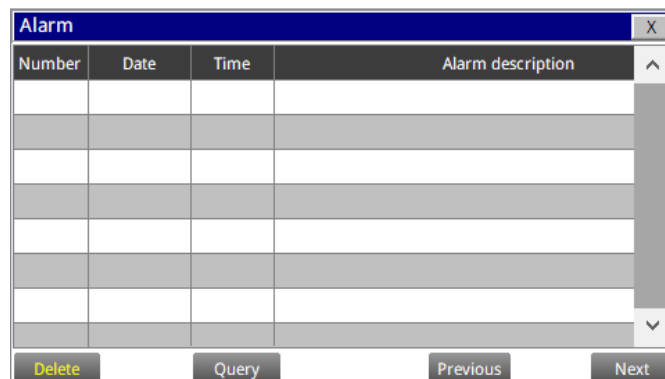 Alarm X
Number Date Time Alarm description
Delete Query Previous Next